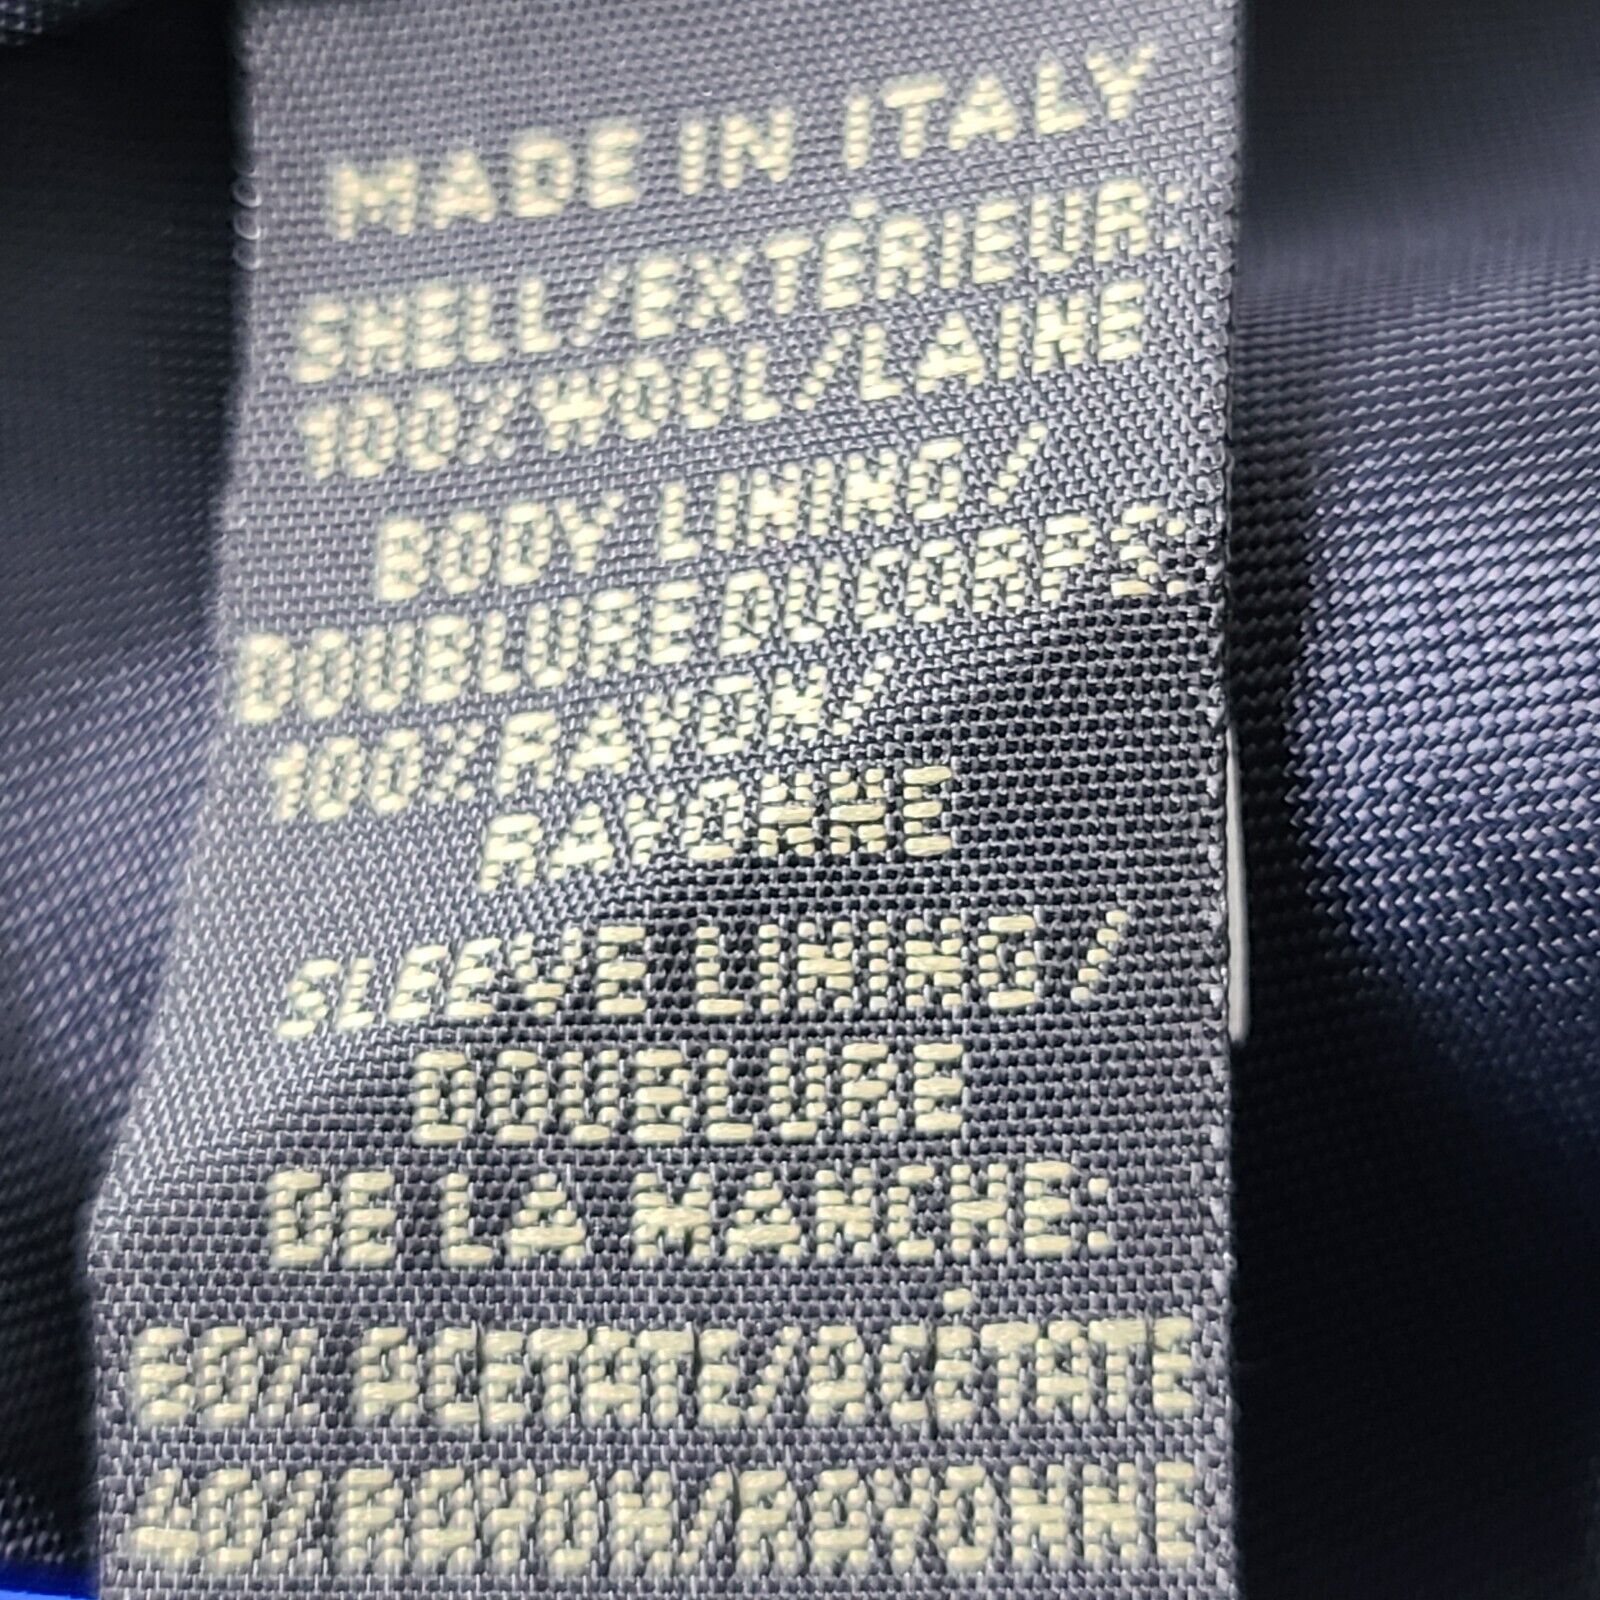 MADE IN ITALY
SHELL/EXTÉRIEUR:
100% WOOL/LAINE
BODY LINING/
DOUBLURE DU CORPS:
100% RAYON/
RAYONNE
SLEEVE LINING/
DOUBLURE
DE LA MANCHE:
60% ACETATE/ACÉTATE
40% RAYON/RAYONNE